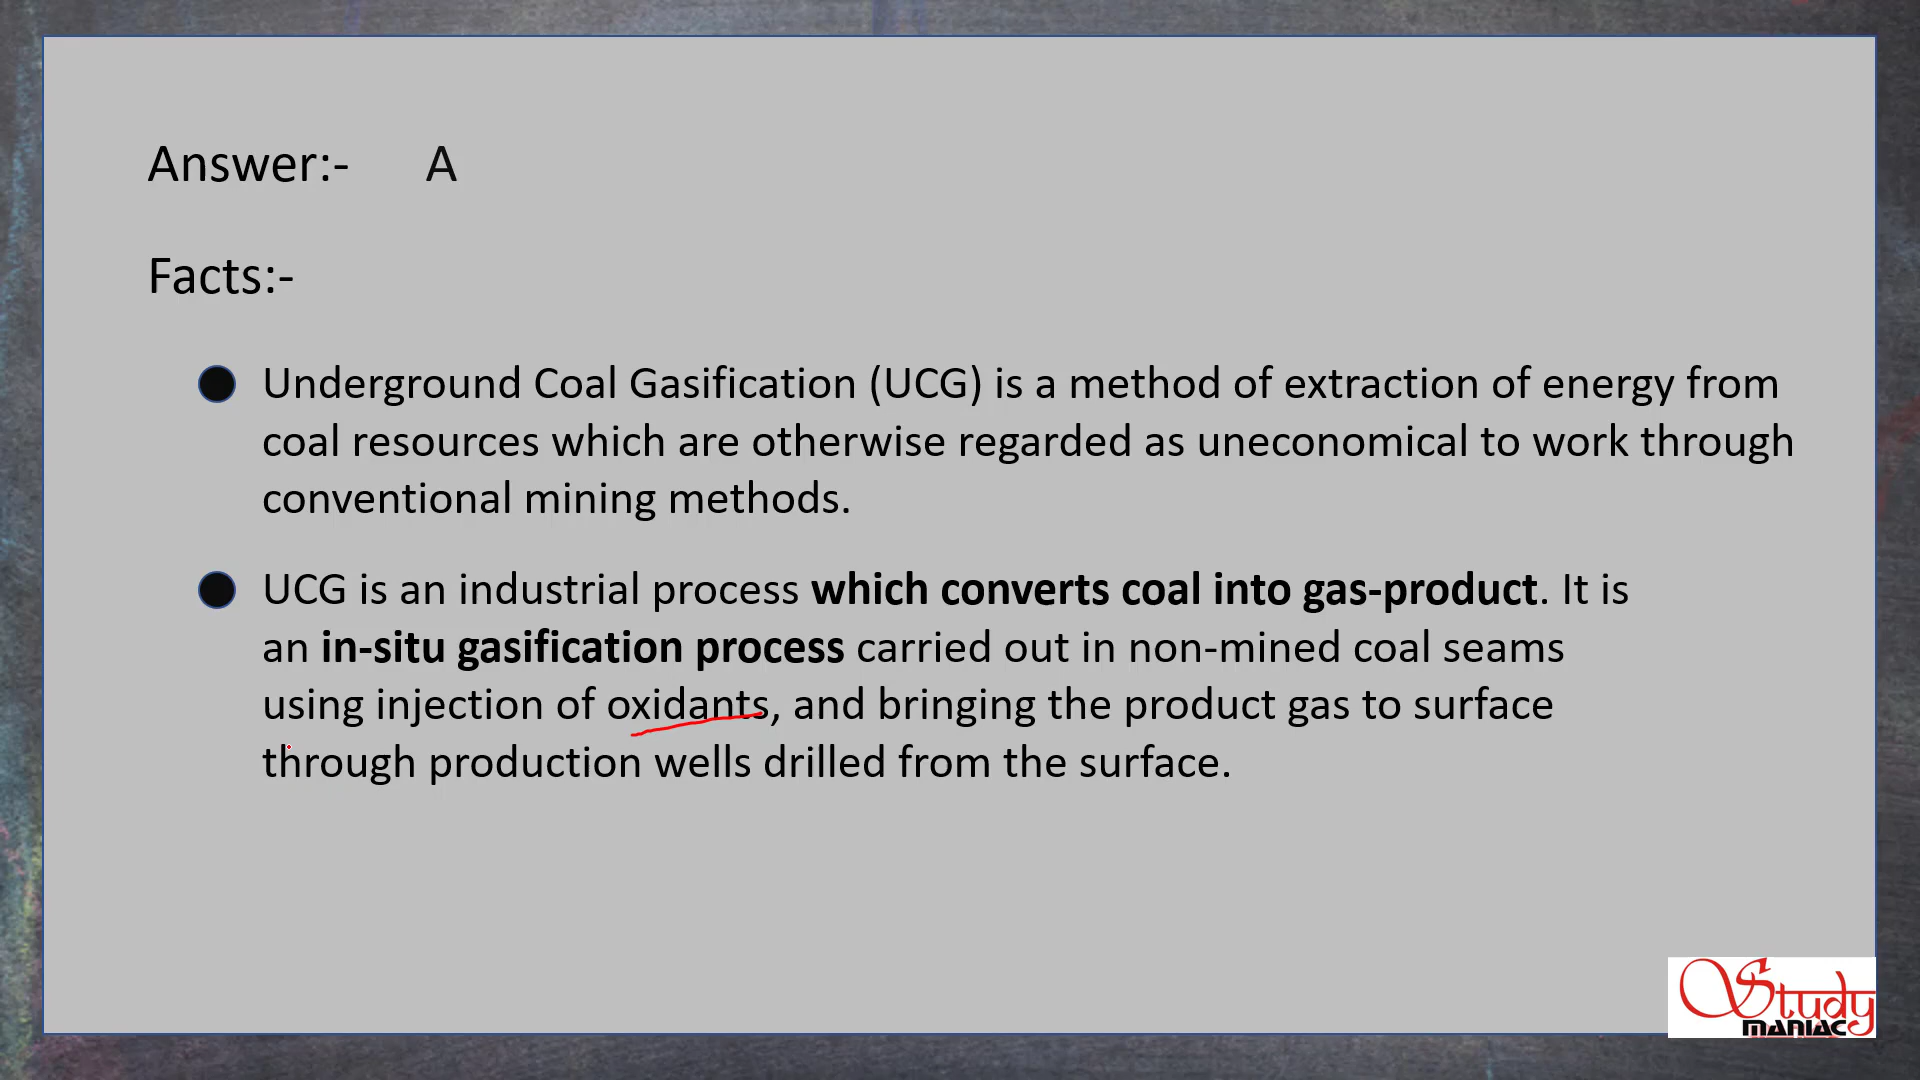 Answer:- A
Facts:-
Underground Coal Gasification (UCG) is a method of extraction of energy from
coal resources which are otherwise regarded as uneconomical to work through
conventional mining methods.
UCG is an industrial process which converts coal into gas-product. It is
an in-situ gasification process carried out in non-mined coal seams
using injection of oxidants, and bringing the product gas to surface
through production wells drilled from the surface.
Study
MANIAC